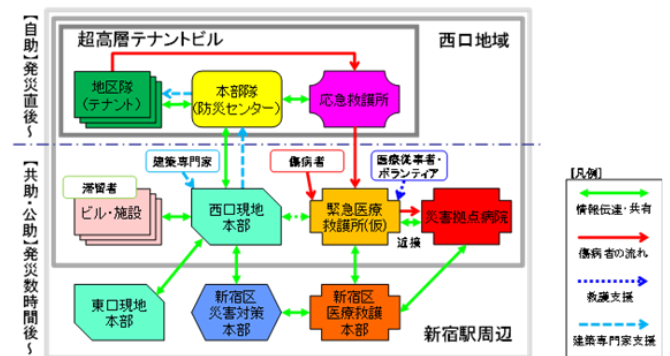 【自助】発災直後~
【共助・公助】発災数時間後~
超高層テナントビル
西口地域
地区隊
(テナント)
本部隊
(防災センター)
応急救護所
建築専門家
傷病者
医療従事者・
ボランティア
滞留者
ビル・施設
西口現地
本部
緊急医療
救護所(仮)
災害拠点病院
近接
東口現地
本部
新宿区
災害対策
本部
新宿区
医療救護
本部
新宿駅周辺
【凡例】
情報伝達・共有
傷病者の流れ
救護支援
建築専門家支援